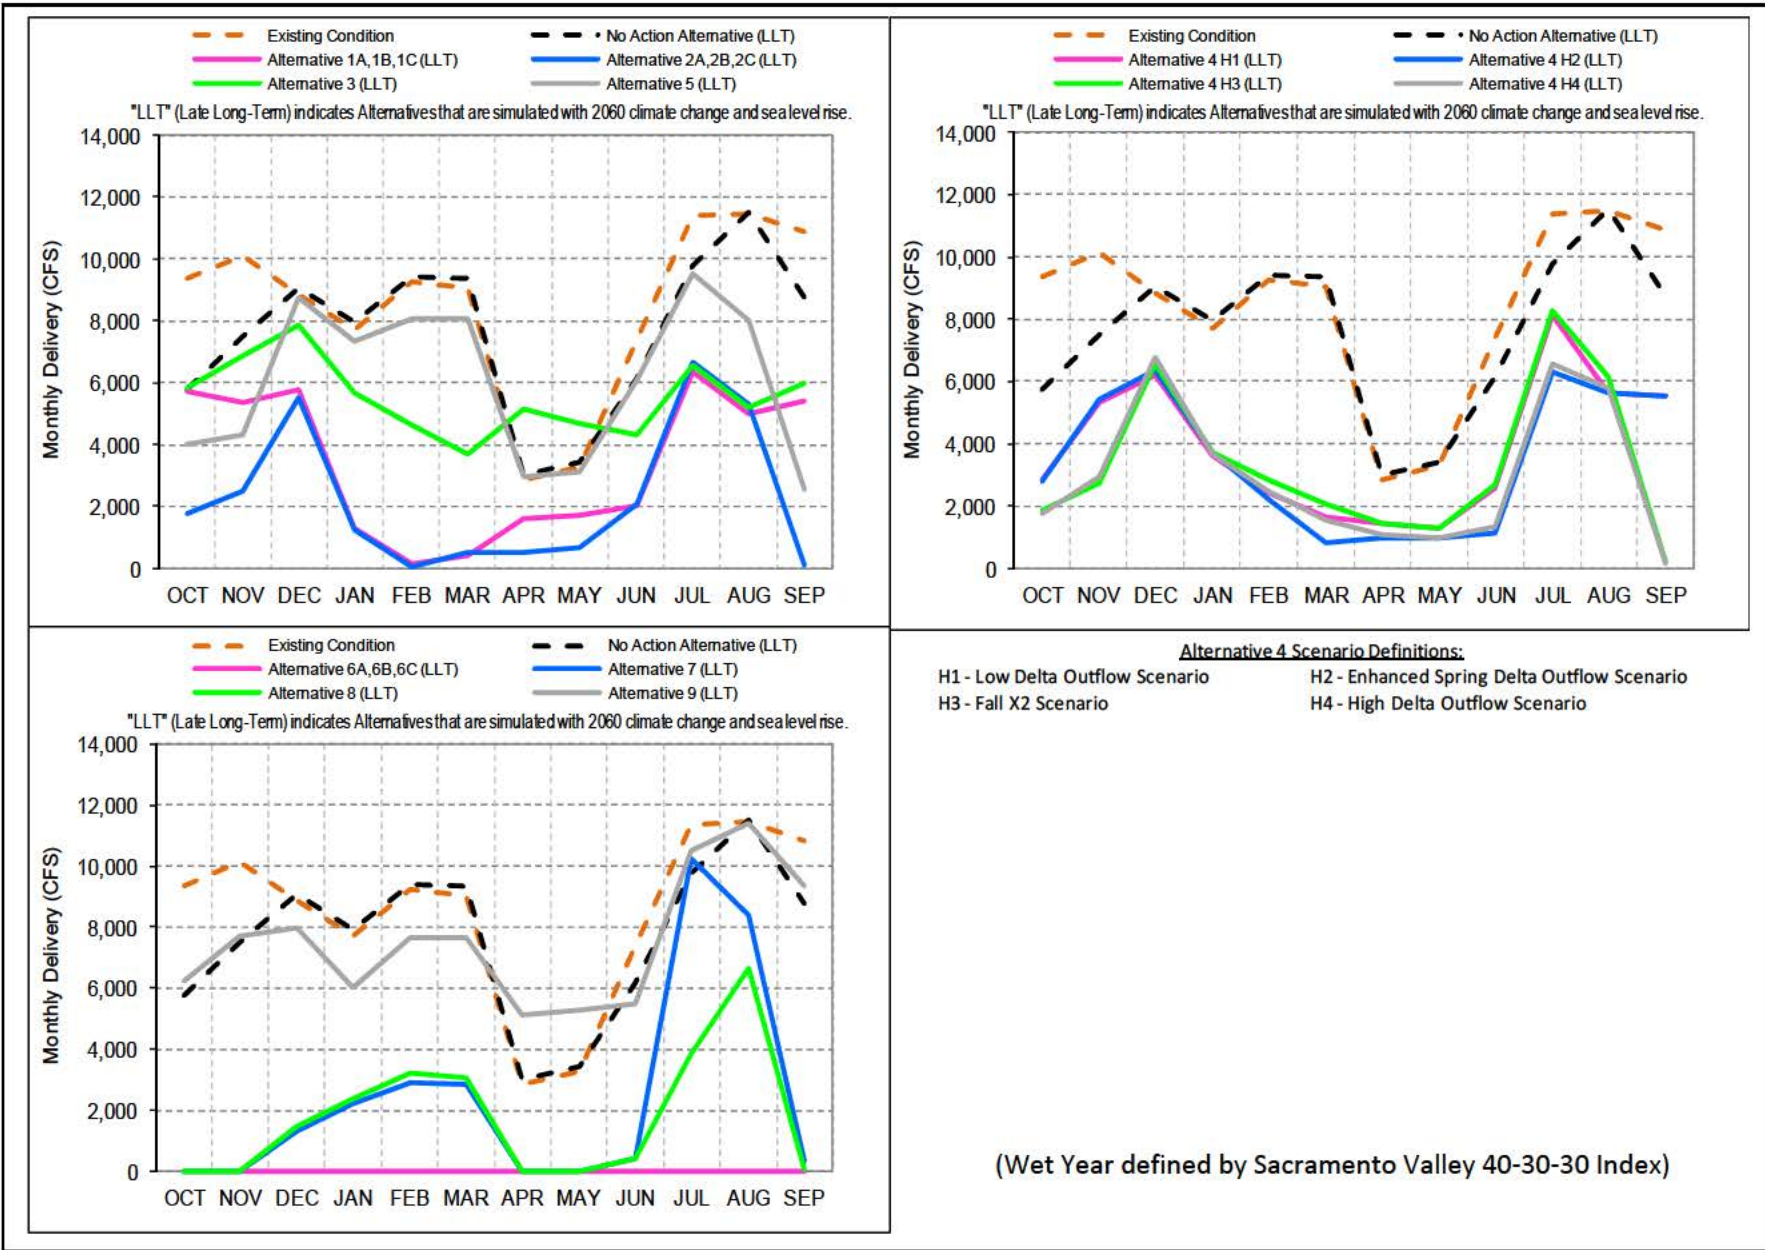 Existing Condition No Action Alternative (LLT)
Alternative 1A,1B,1C (LLT) Alternative 2A,2B,2C (LLT)
Alternative 3 (LLT) Alternative 5 (LLT)
"LLT" (Late Long-Term) indicates Alternatives that are simulated with 2060 climate change and sea level rise.
14,000
12,000
10,000
8,000
6,000
4,000
2,000
0
Monthly Delivery (CFS)
OCT NOV DEC JAN FEB MAR APR MAY JUN JUL AUG SEP
Existing Condition No Action Alternative (LLT)
Alternative 4 H1 (LLT) Alternative 4 H2 (LLT)
Alternative 4 H3 (LLT) Alternative 4 H4 (LLT)
"LLT" (Late Long-Term) indicates Alternatives that are simulated with 2060 climate change and sea level rise.
14,000
12,000
10,000
8,000
6,000
4,000
2,000
0
Monthly Delivery (CFS)
OCT NOV DEC JAN FEB MAR APR MAY JUN JUL AUG SEP
Existing Condition No Action Alternative (LLT)
Alternative 6A,6B,6C (LLT) Alternative 7 (LLT)
Alternative 8 (LLT) Alternative 9 (LLT)
"LLT" (Late Long-Term) indicates Alternatives that are simulated with 2060 climate change and sea level rise.
14,000
12,000
10,000
8,000
6,000
4,000
2,000
0
Monthly Delivery (CFS)
OCT NOV DEC JAN FEB MAR APR MAY JUN JUL AUG SEP
Alternative 4 Scenario Definitions:
H1 - Low Delta Outflow Scenario H2 - Enhanced Spring Delta Outflow Scenario
H3 - Fall X2 Scenario H4 - High Delta Outflow Scenario
(Wet Year defined by Sacramento Valley 40-30-30 Index)